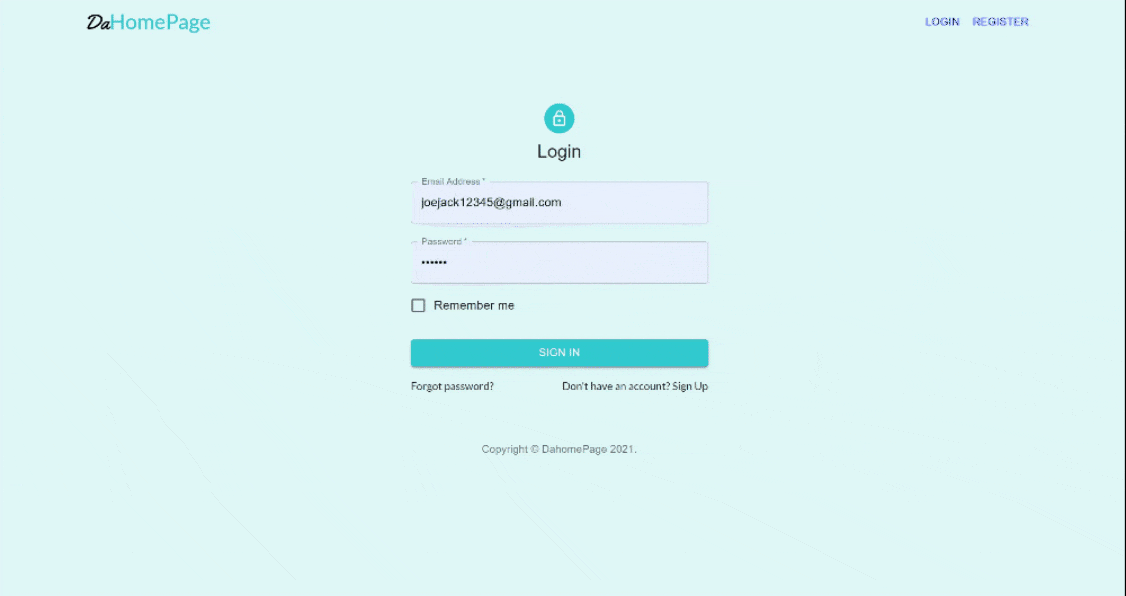 DaHomePage
LOGIN REGISTER
Login
Email Address *
joejack12345@gmail.com
Password *
••••••
Remember me
SIGN IN
Forgot password? Don't have an account? Sign Up
Copyright © DahomePage 2021.